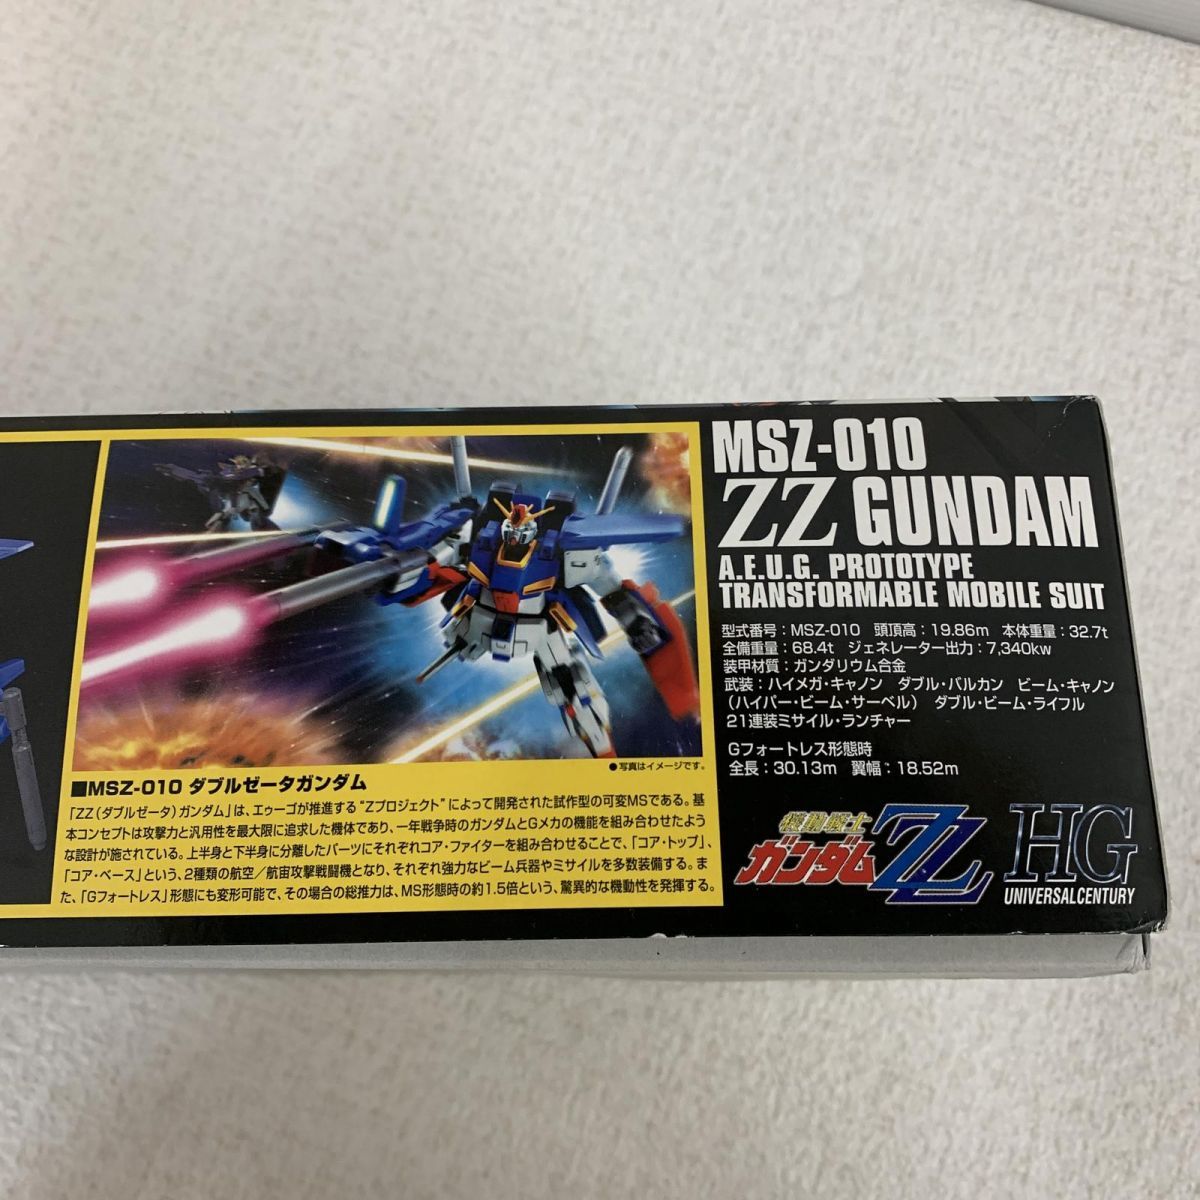 MSZ-010
ZZ GUNDAM
A.E.U.G. PROTOTYPE
TRANSFORMABLE MOBILE SUIT
型式番号：MSZ-010 頭頂高：19.86m 本体重量：32.7t
全備重量：68.4t ジェネレーター出力：7,340kw
装甲材質：ガンダリウム合金
武装：ハイメガ・キャノン ダブル・バルカン ビーム・キャノン
（ハイパー・ビーム・サーベル） ダブル・ビーム・ライフル
21連装ミサイル・ランチャー
Gフォートレス形態時
全長：30.13m 翼幅：18.52m
機動戦士
ガンダムZZ
HG
UNIVERSAL CENTURY
●写真はイメージです。
■MSZ-010 ダブルゼータガンダム
「ZZ（ダブルゼータ）ガンダム」は、エゥーゴが推進する“Zプロジェクト”によって開発された試作型の可変MSである。基
本コンセプトは攻撃力と汎用性を最大限に追求した機体であり、一年戦争時のガンダムとGメカの機能を組み合わせたよう
な設計が施されている。上半身と下半身に分離したパーツにそれぞれコア・ファイターを組み合わせることで、「コア・トップ」、
「コア・ベース」という、2種類の航空／航宙攻撃戦闘機となり、それぞれ強力なビーム兵器やミサイルを多数装備する。ま
た、「Gフォートレス」形態にも変形可能で、その場合の総推力は、MS形態時の約1.5倍という、驚異的な機動性を発揮する。